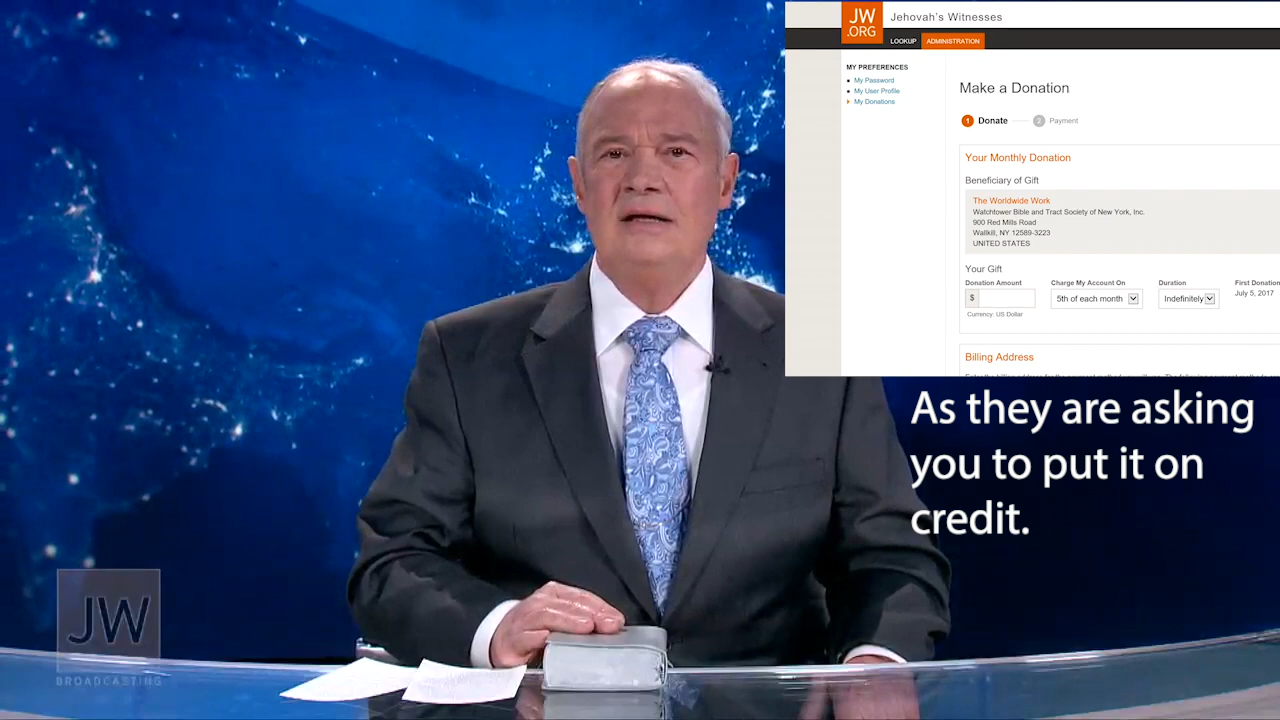 JW
.ORG
Jehovah's Witnesses
LOOKUP ADMINISTRATION
MY PREFERENCES
My Password
My User Profile
My Donations
Make a Donation
1 Donate 2 Payment
Your Monthly Donation
Beneficiary of Gift
The Worldwide Work
Watchtower Bible and Tract Society of New York, Inc.
900 Red Mills Road
Wallkill, NY 12589-3223
UNITED STATES
Your Gift
Donation Amount Charge My Account On Duration First Donation
$ 5th of each month Indefinitely July 5, 2017
Currency: US Dollar
Billing Address
As they are asking
you to put it on
credit.
JW
BROADCASTING